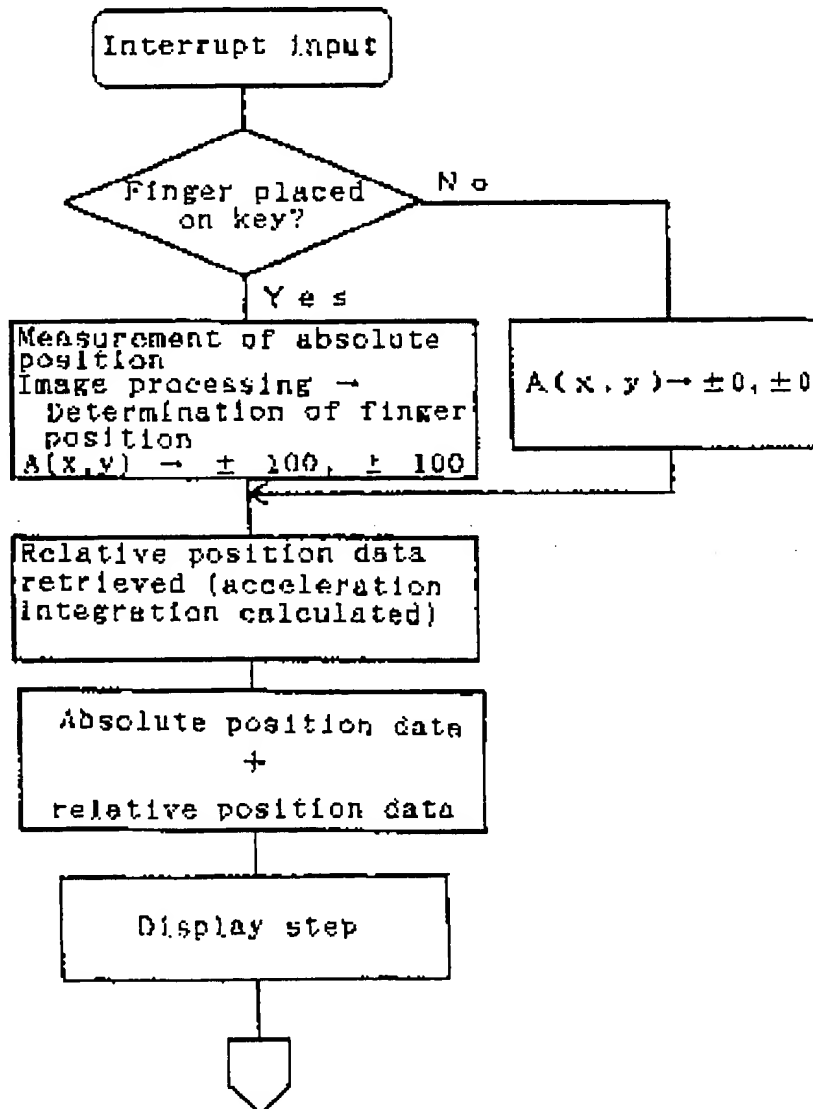 Interrupt input
Finger placed
on key?
No
Yes
Measurement of absolute
position
Image processing →
Determination of finger
position
A(x,y) → ± 100, ± 100
A(x,y)→ ±0,±0
Relative position data
retrieved (acceleration
integration calculated)
Absolute position data
+
relative position data
Display step